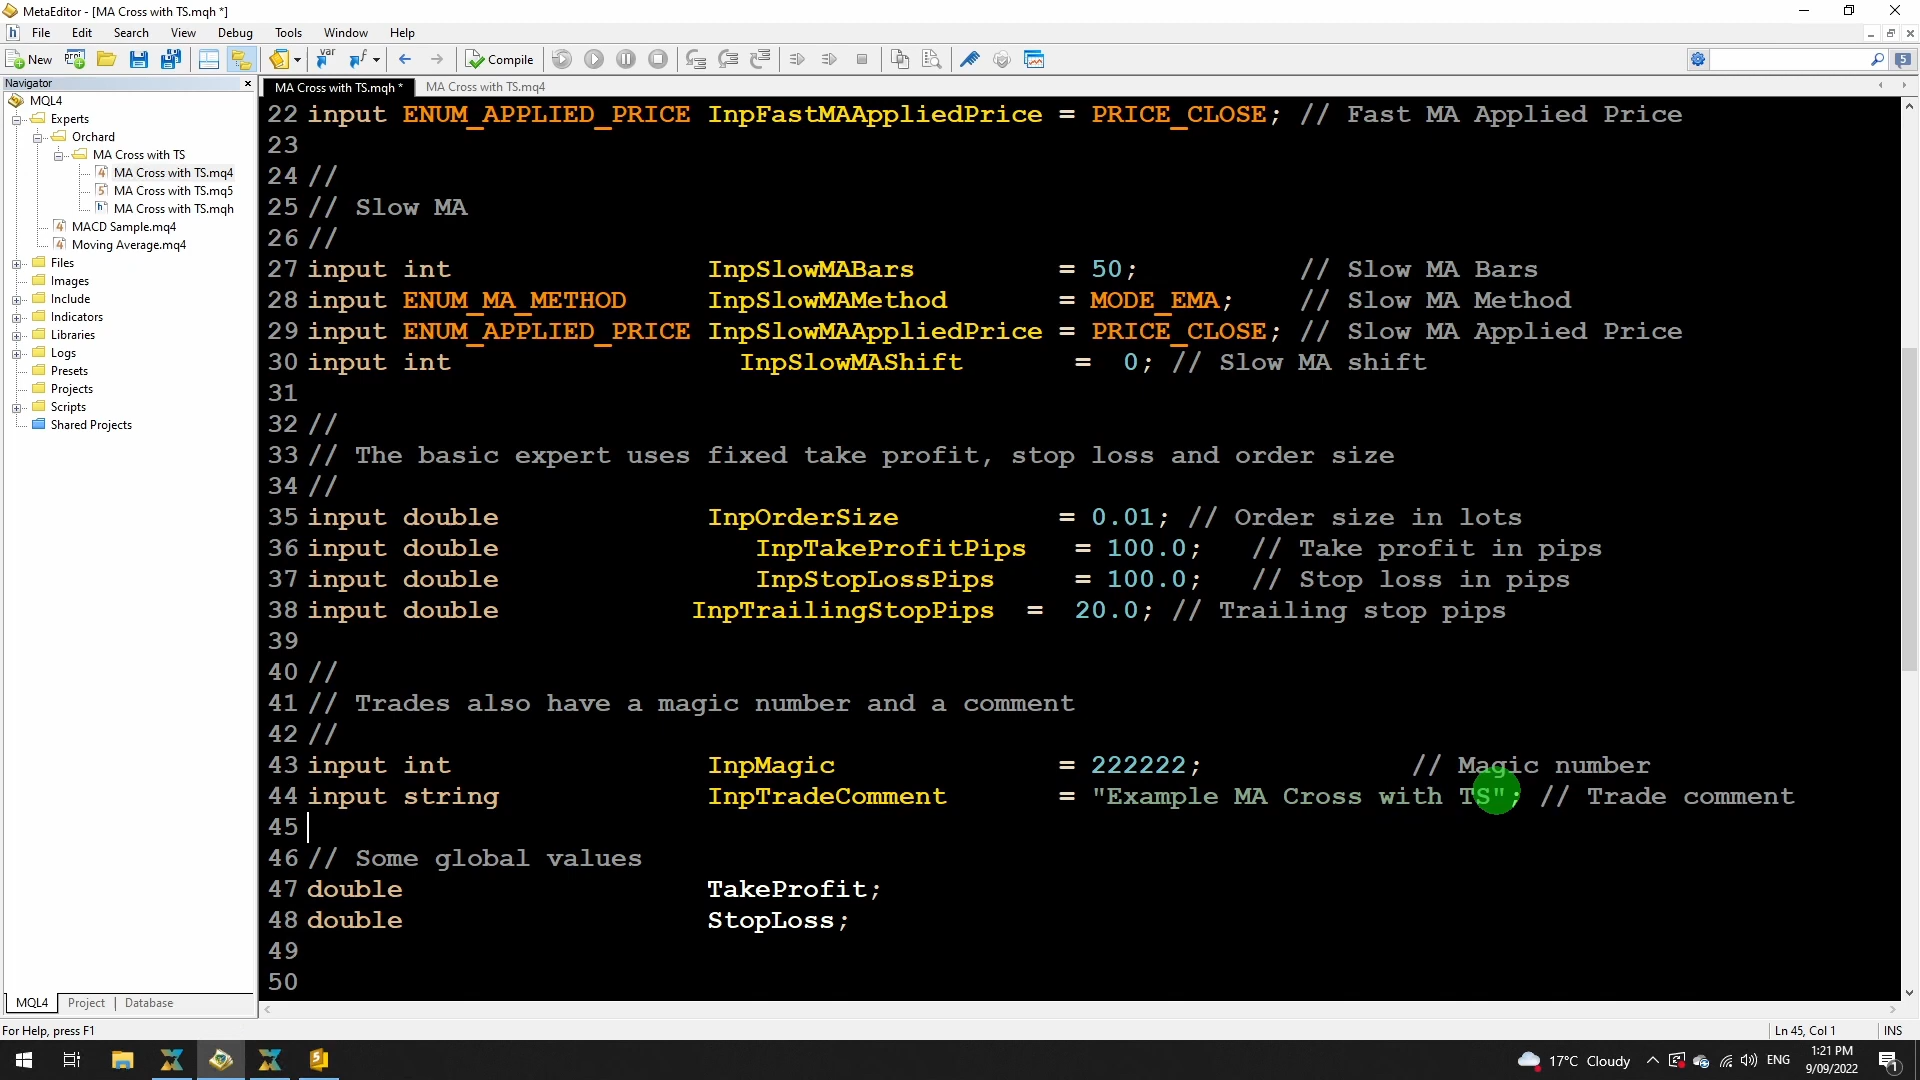 MetaEditor - [MA Cross with TS.mqh *]
File Edit Search View Debug Tools Window Help
New Compile
Navigator
MQL4
Experts
Orchard
MA Cross with TS
MA Cross with TS.mq4
MA Cross with TS.mq5
MA Cross with TS.mqh
MACD Sample.mq4
Moving Average.mq4
Files
Images
Include
Indicators
Libraries
Logs
Presets
Projects
Scripts
Shared Projects
MQL4 Project Database
MA Cross with TS.mqh * MA Cross with TS.mq4
22 input ENUM_APPLIED_PRICE InpFastMAAppliedPrice = PRICE_CLOSE; // Fast MA Applied Price
23
24 //
25 // Slow MA
26 //
27 input int InpSlowMABars = 50; // Slow MA Bars
28 input ENUM_MA_METHOD InpSlowMAMethod = MODE_EMA; // Slow MA Method
29 input ENUM_APPLIED_PRICE InpSlowMAAppliedPrice = PRICE_CLOSE; // Slow MA Applied Price
30 input int InpSlowMAShift = 0; // Slow MA shift
31
32 //
33 // The basic expert uses fixed take profit, stop loss and order size
34 //
35 input double InpOrderSize = 0.01; // Order size in lots
36 input double InpTakeProfitPips = 100.0; // Take profit in pips
37 input double InpStopLossPips = 100.0; // Stop loss in pips
38 input double InpTrailingStopPips = 20.0; // Trailing stop pips
39
40 //
41 // Trades also have a magic number and a comment
42 //
43 input int InpMagic = 222222; // Magic number
44 input string InpTradeComment = "Example MA Cross with TS"; // Trade comment
45
46 // Some global values
47 double TakeProfit;
48 double StopLoss;
49
50
For Help, press F1 Ln 45, Col 1 INS
17°C Cloudy ENG 1:21 PM
9/09/2022